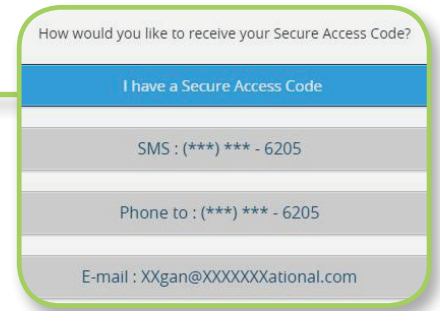 How would you like to receive your Secure Access Code?
I have a Secure Access Code
SMS : (***) *** - 6205
Phone to : (***) *** - 6205
E-mail : XXgan@XXXXXXXational.com